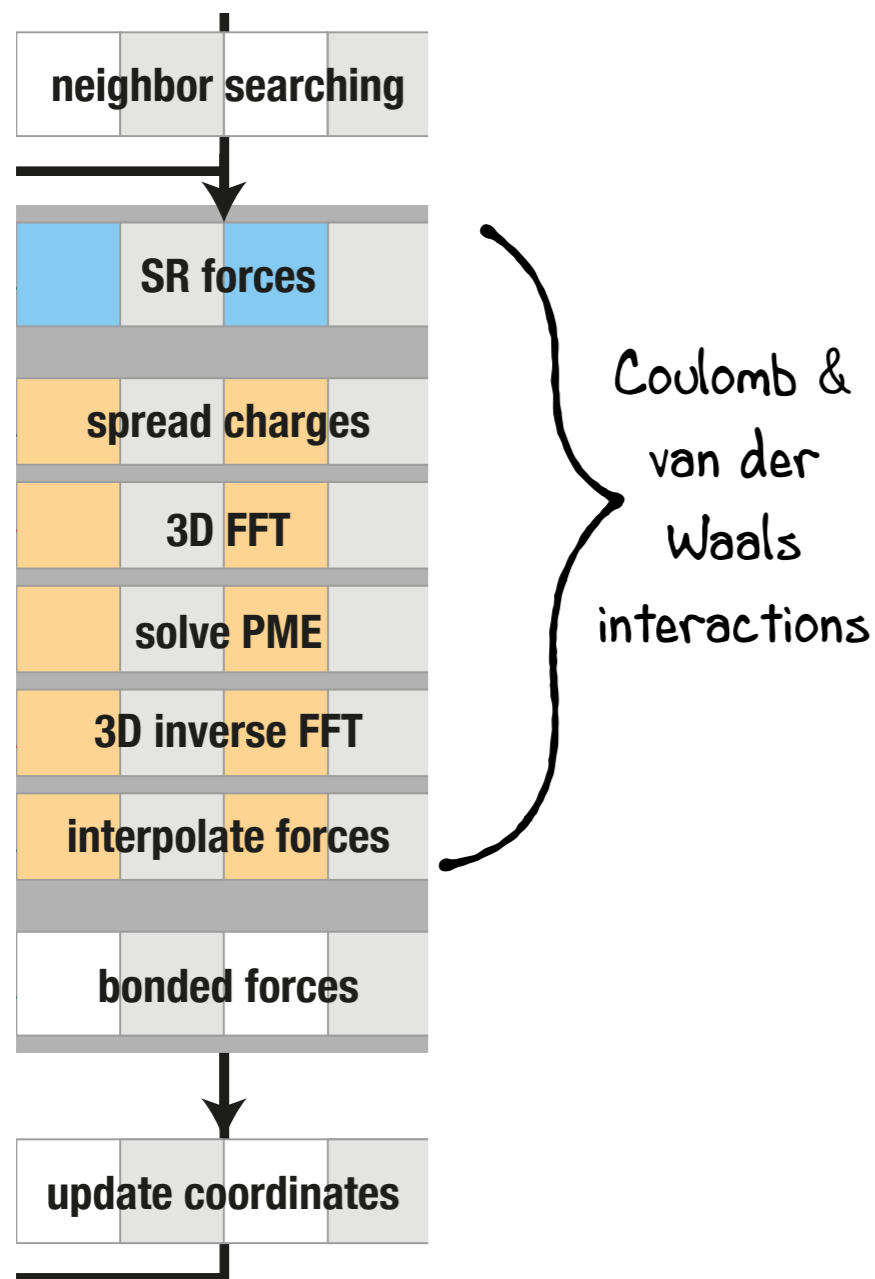 neighbor searching
SR forces
spread charges
3D FFT
solve PME
3D inverse FFT
interpolate forces
bonded forces
update coordinates
Coulomb &
van der
Waals
interactions